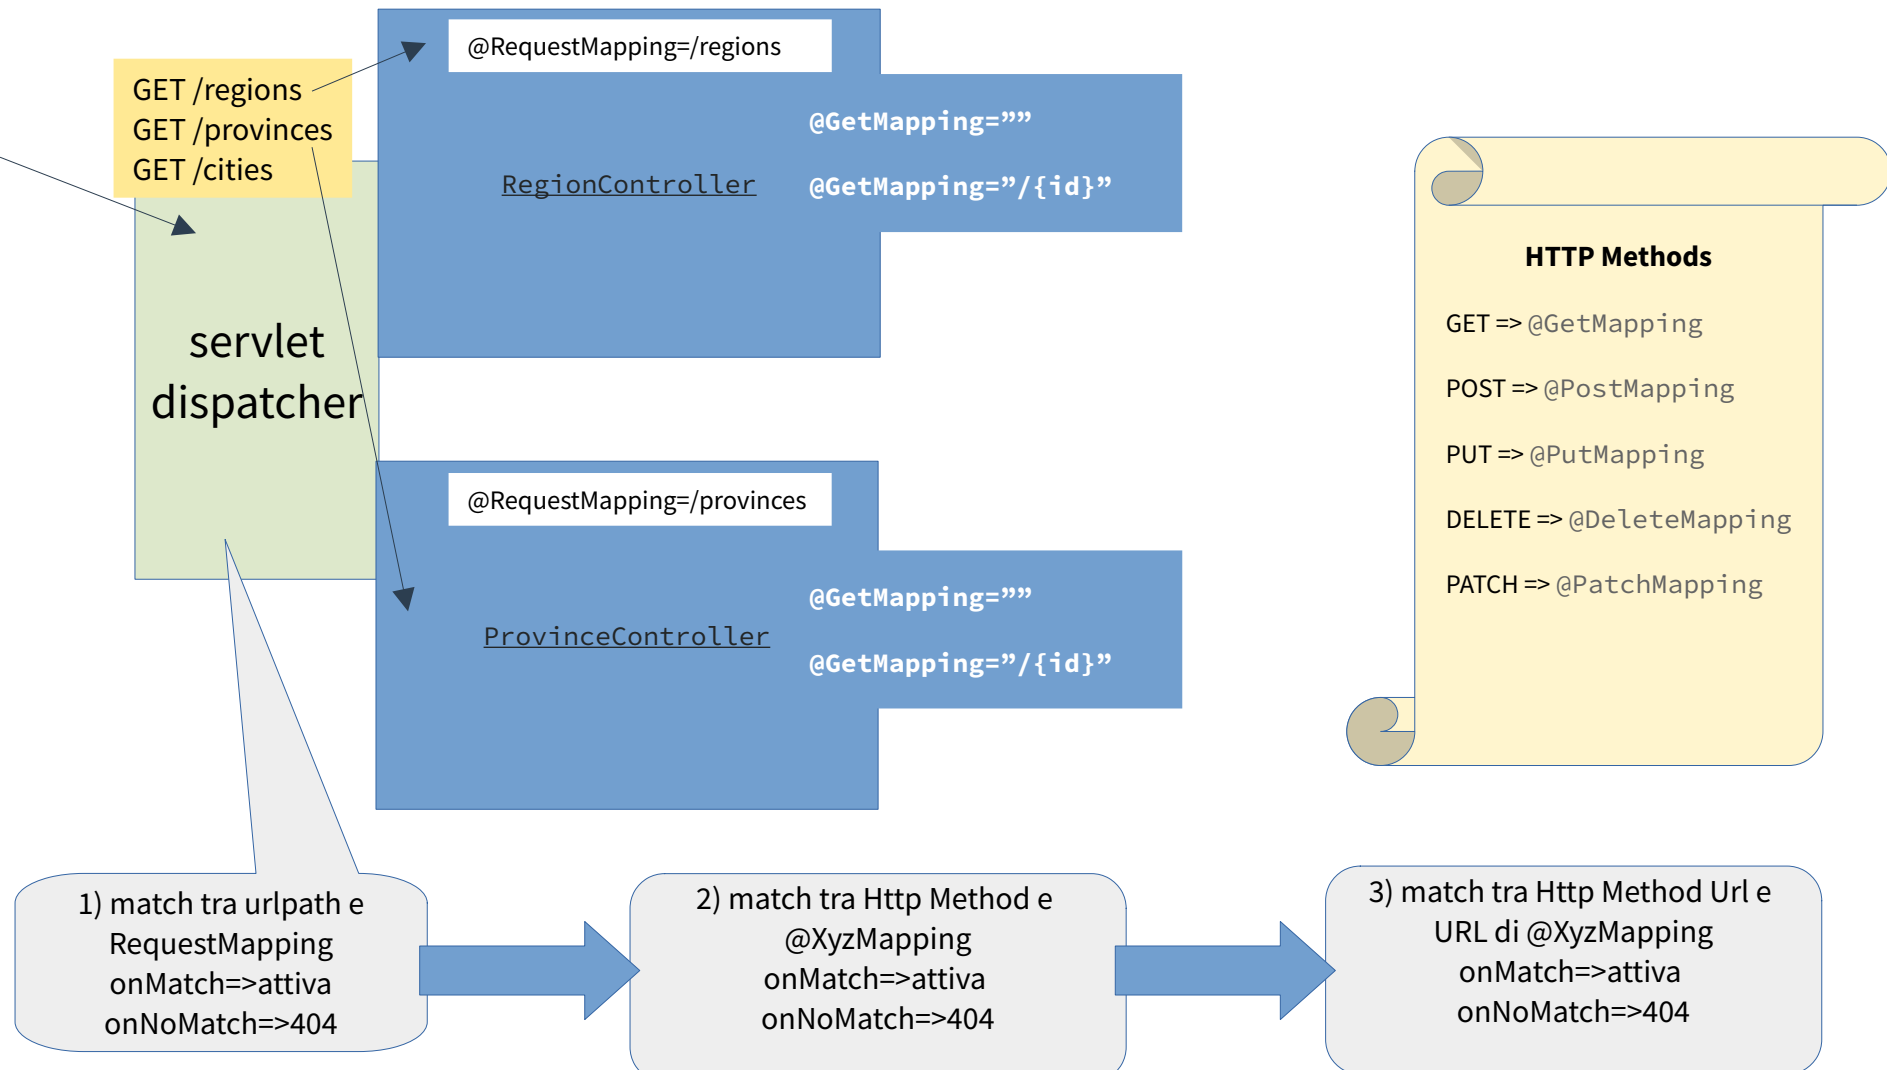 GET /regions
GET /provinces
GET /cities
servlet
dispatcher
@RequestMapping=/regions
RegionController
@GetMapping=””
@GetMapping=”/{id}”
@RequestMapping=/provinces
ProvinceController
@GetMapping=””
@GetMapping=”/{id}”
HTTP Methods
GET => @GetMapping
POST => @PostMapping
PUT => @PutMapping
DELETE => @DeleteMapping
PATCH => @PatchMapping
1) match tra urlpath e
RequestMapping
onMatch=>attiva
onNoMatch=>404
2) match tra Http Method e
@XyzMapping
onMatch=>attiva
onNoMatch=>404
3) match tra Http Method Url e
URL di @XyzMapping
onMatch=>attiva
onNoMatch=>404